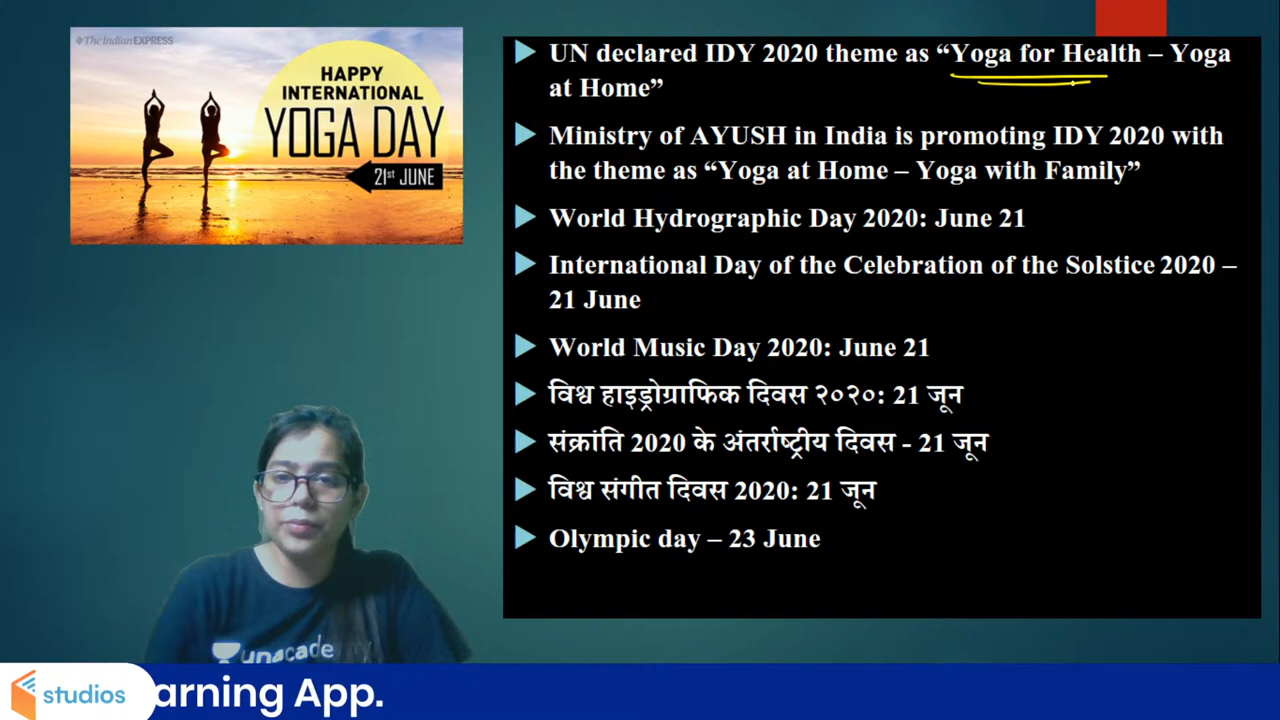 The Indian EXPRESS
HAPPY
INTERNATIONAL
YOGA DAY
21st JUNE
UN declared IDY 2020 theme as “Yoga for Health – Yoga
at Home”
Ministry of AYUSH in India is promoting IDY 2020 with
the theme as “Yoga at Home – Yoga with Family”
World Hydrographic Day 2020: June 21
International Day of the Celebration of the Solstice 2020 –
21 June
World Music Day 2020: June 21
विश्व हाइड्रोग्राफिक दिवस २०२०: 21 जून
संक्रांति 2020 के अंतर्राष्ट्रीय दिवस - 21 जून
विश्व संगीत दिवस 2020: 21 जून
Olympic day – 23 June
unacademy
studios
arning App.